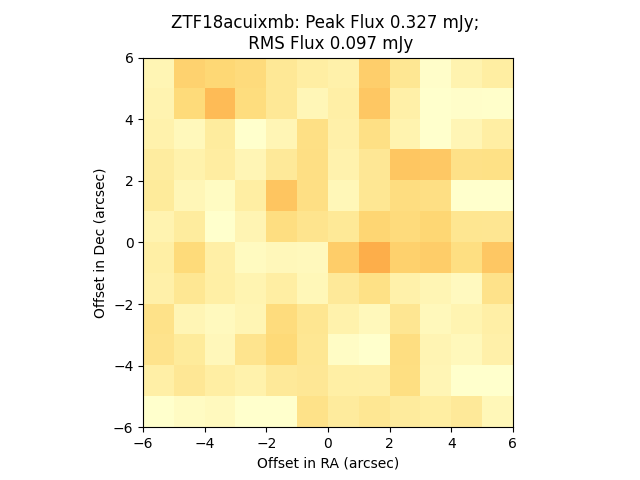 ZTF18acuixmb: Peak Flux 0.327 mJy;
RMS Flux 0.097 mJy
6
4
2
0
−2
−4
−6
Offset in Dec (arcsec)
−6 −4 −2 0 2 4 6
Offset in RA (arcsec)